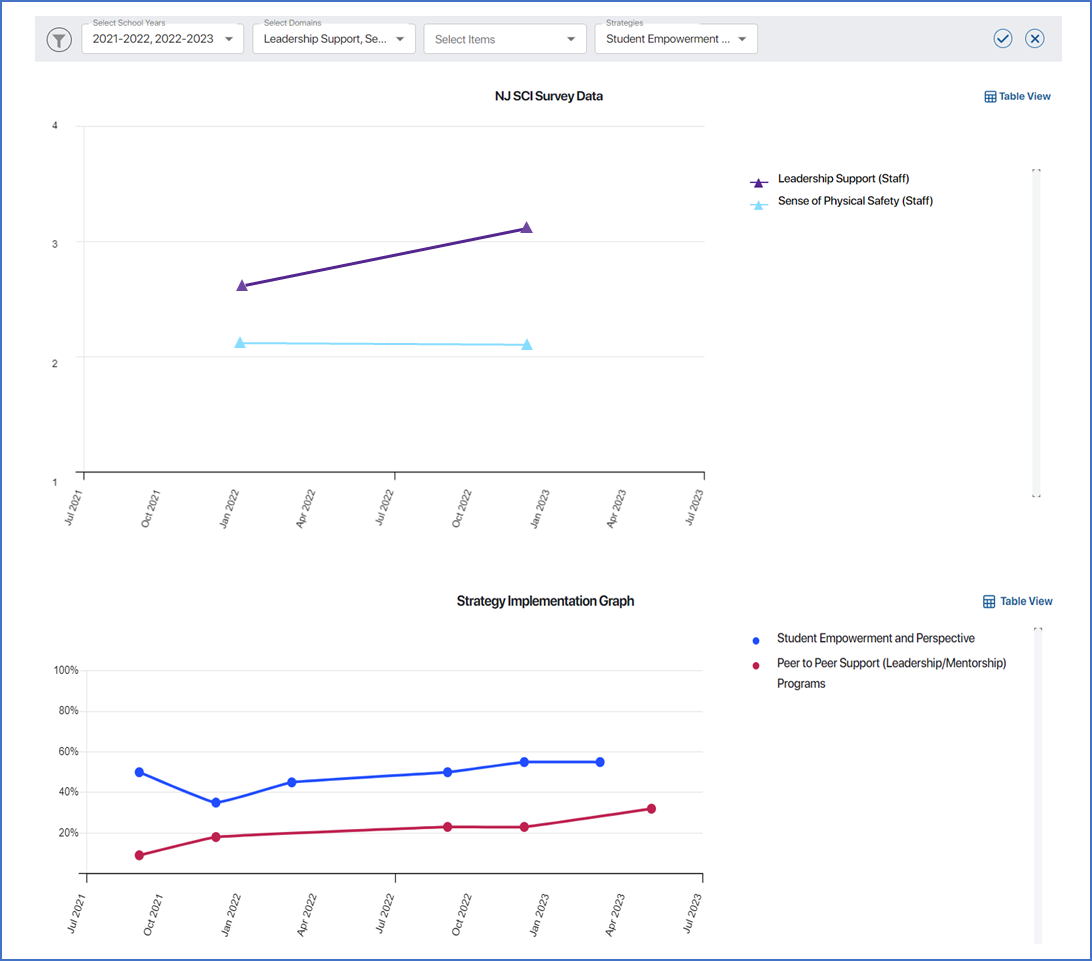 Select School Years
2021-2022, 2022-2023
Select Domains
Leadership Support, Se...
Select Items
Strategies
Student Empowerment ...
NJ SCI Survey Data
Table View
4
3
2
1
Jul 2021
Oct 2021
Jan 2022
Apr 2022
Jul 2022
Oct 2022
Jan 2023
Apr 2023
Jul 2023
Leadership Support (Staff)
Sense of Physical Safety (Staff)
Strategy Implementation Graph
Table View
100%
80%
60%
40%
20%
Jul 2021
Oct 2021
Jan 2022
Apr 2022
Jul 2022
Oct 2022
Jan 2023
Apr 2023
Jul 2023
Student Empowerment and Perspective
Peer to Peer Support (Leadership/Mentorship)
Programs